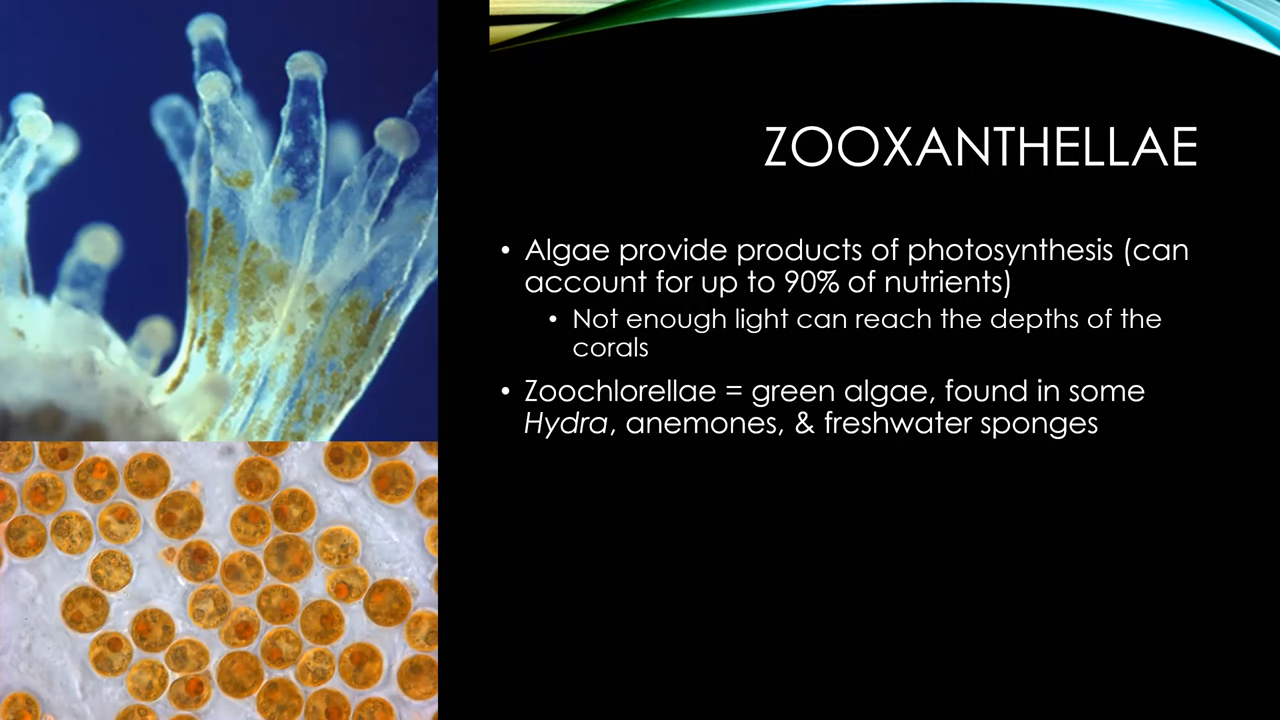 ZOOXANTHELLAE
• Algae provide products of photosynthesis (can
account for up to 90% of nutrients)
• Not enough light can reach the depths of the
corals
• Zoochlorellae = green algae, found in some
Hydra, anemones, & freshwater sponges